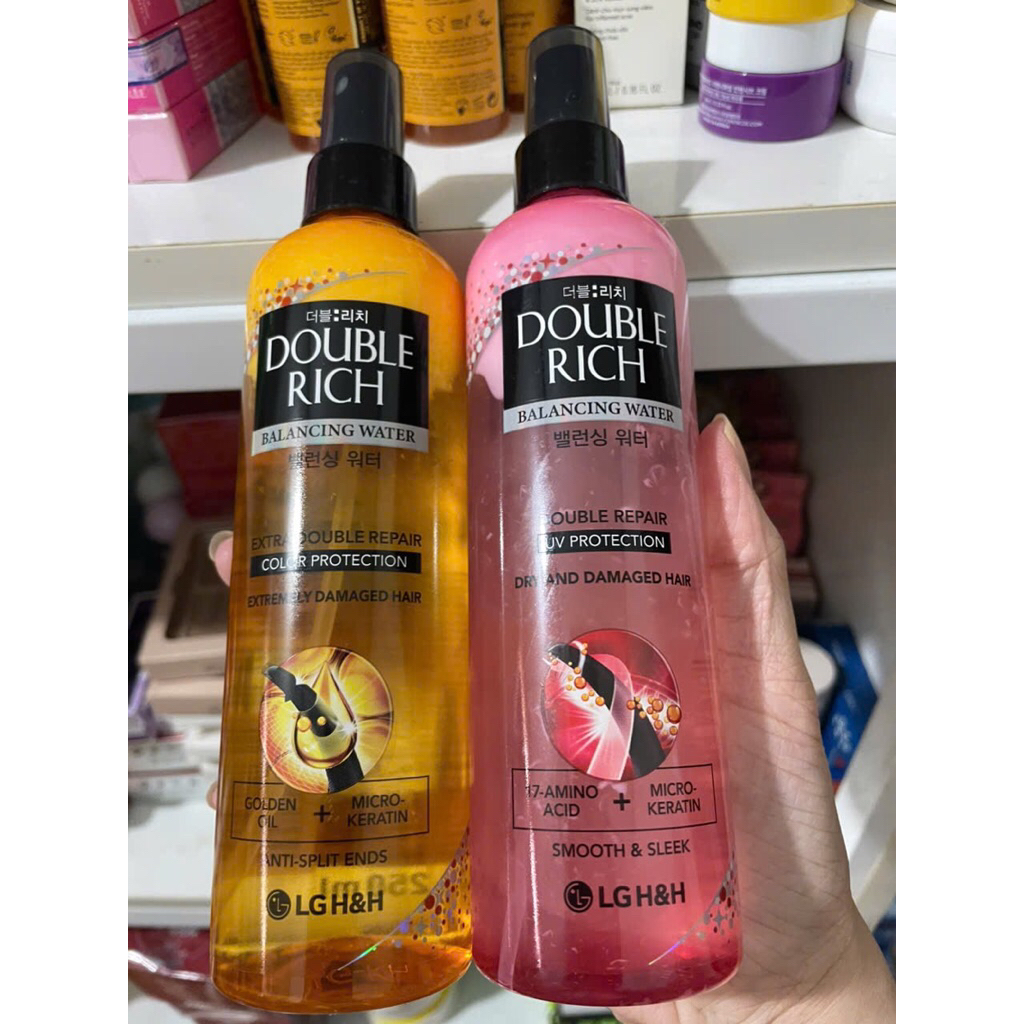 더블:리치
DOUBLE
RICH
BALANCING WATER
밸런싱 워터
EXTRA DOUBLE REPAIR
COLOR PROTECTION
EXTREMELY DAMAGED HAIR
GOLDEN
OIL
+
MICRO-
KERATIN
ANTI-SPLIT ENDS
250 ml
LG H&H
더블:리치
DOUBLE
RICH
BALANCING WATER
밸런싱 워터
DOUBLE REPAIR
UV PROTECTION
DRY AND DAMAGED HAIR
17-AMINO
ACID
+
MICRO-
KERATIN
SMOOTH & SLEEK
LG H&H